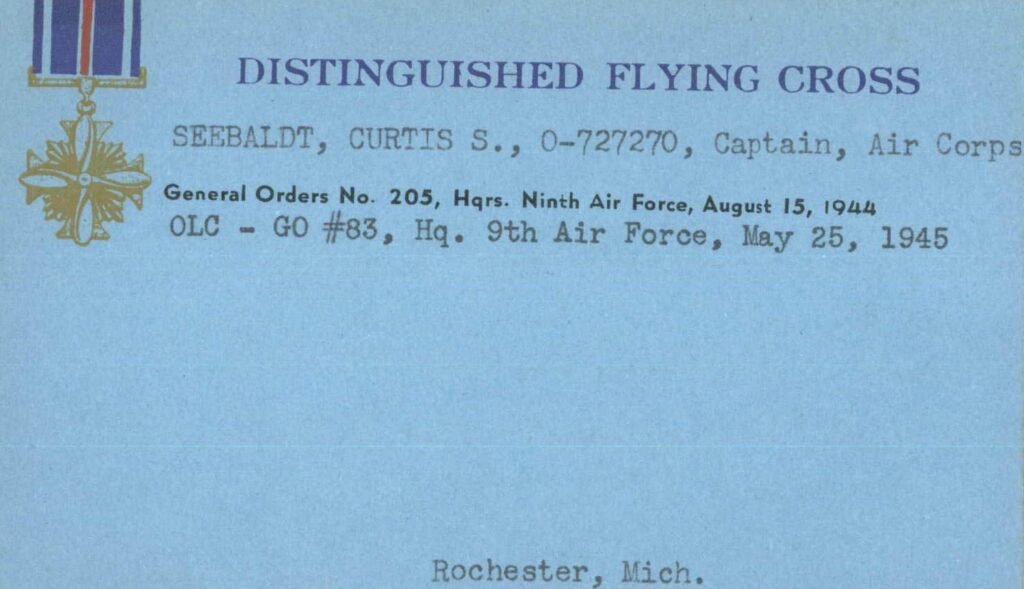 DISTINGUISHED FLYING CROSS
SEEBALDT, CURTIS S., O-727270, Captain, Air Corps
General Orders No. 205, Hqrs. Ninth Air Force, August 15, 1944
OLC - GO #83, Hq. 9th Air Force, May 25, 1945
Rochester, Mich.